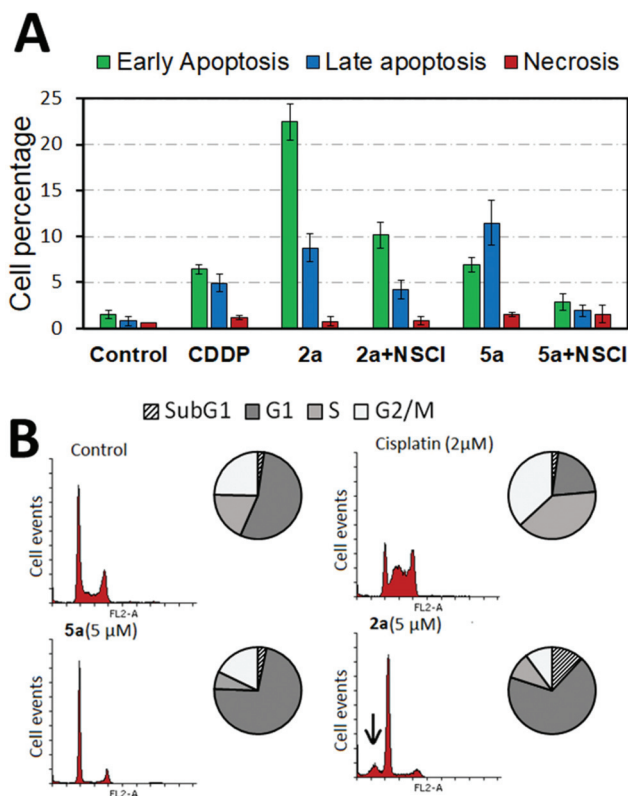 A
Early Apoptosis Late apoptosis Necrosis
Cell percentage
25
20
15
10
5
0
Control CDDP 2a 2a+NSCI 5a 5a+NSCI
B
SubG1 G1 S G2/M
Control
Cell events
FL2-A
Cisplatin (2μM)
Cell events
FL2-A
5a(5 μM)
Cell events
FL2-A
2a(5 μM)
Cell events
FL2-A